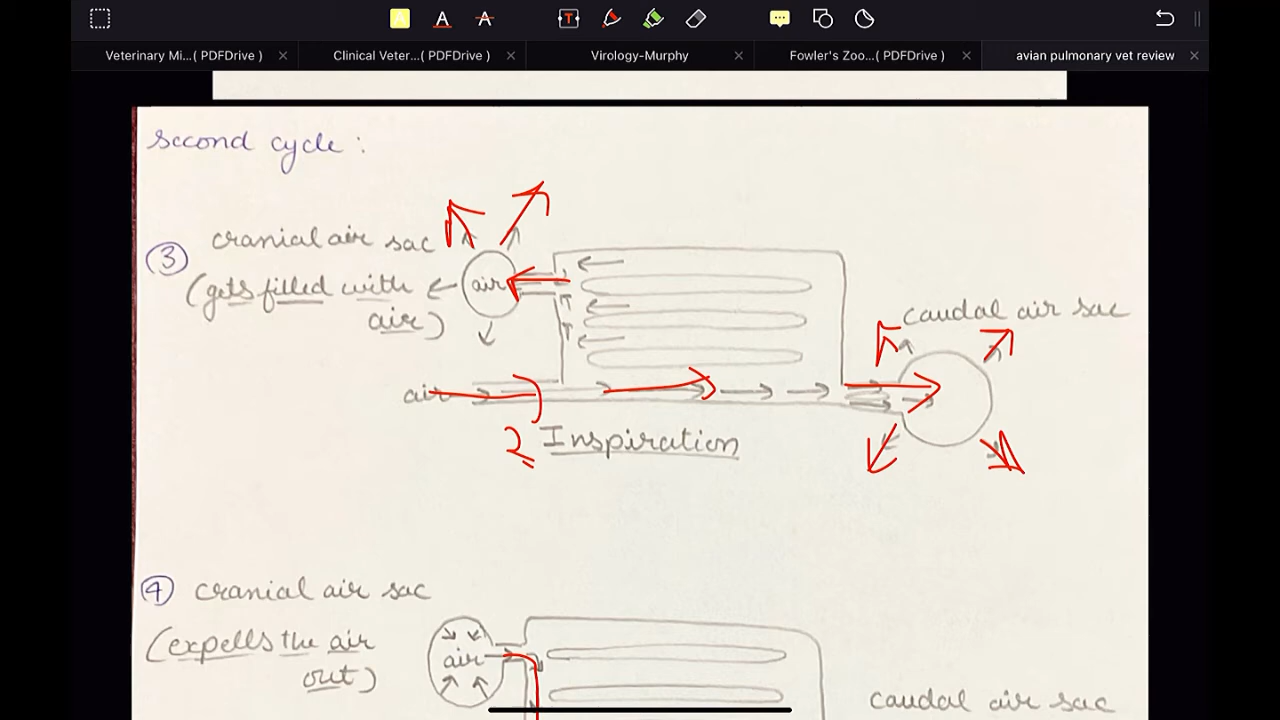 T
Veterinary Mi...( PDFDrive )
Clinical Veter...( PDFDrive )
Virology-Murphy
Fowler's Zoo...( PDFDrive )
avian pulmonary vet review
second cycle :
3 cranial air sac
(gets filled with
air)
air
caudal air sac
air
2 Inspiration
4 cranial air sac
(expells the air
out)
air
caudal air sac